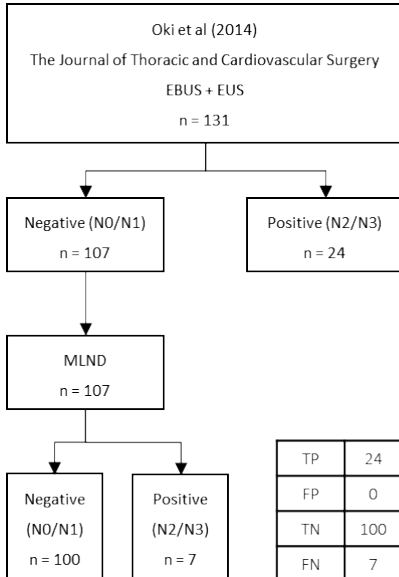 Oki et al (2014)
The Journal of Thoracic and Cardiovascular Surgery
EBUS + EUS
n = 131
Negative (N0/N1)
n = 107
Positive (N2/N3)
n = 24
MLND
n = 107
Negative
(N0/N1)
n = 100
Positive
(N2/N3)
n = 7
TP 24
FP 0
TN 100
FN 7